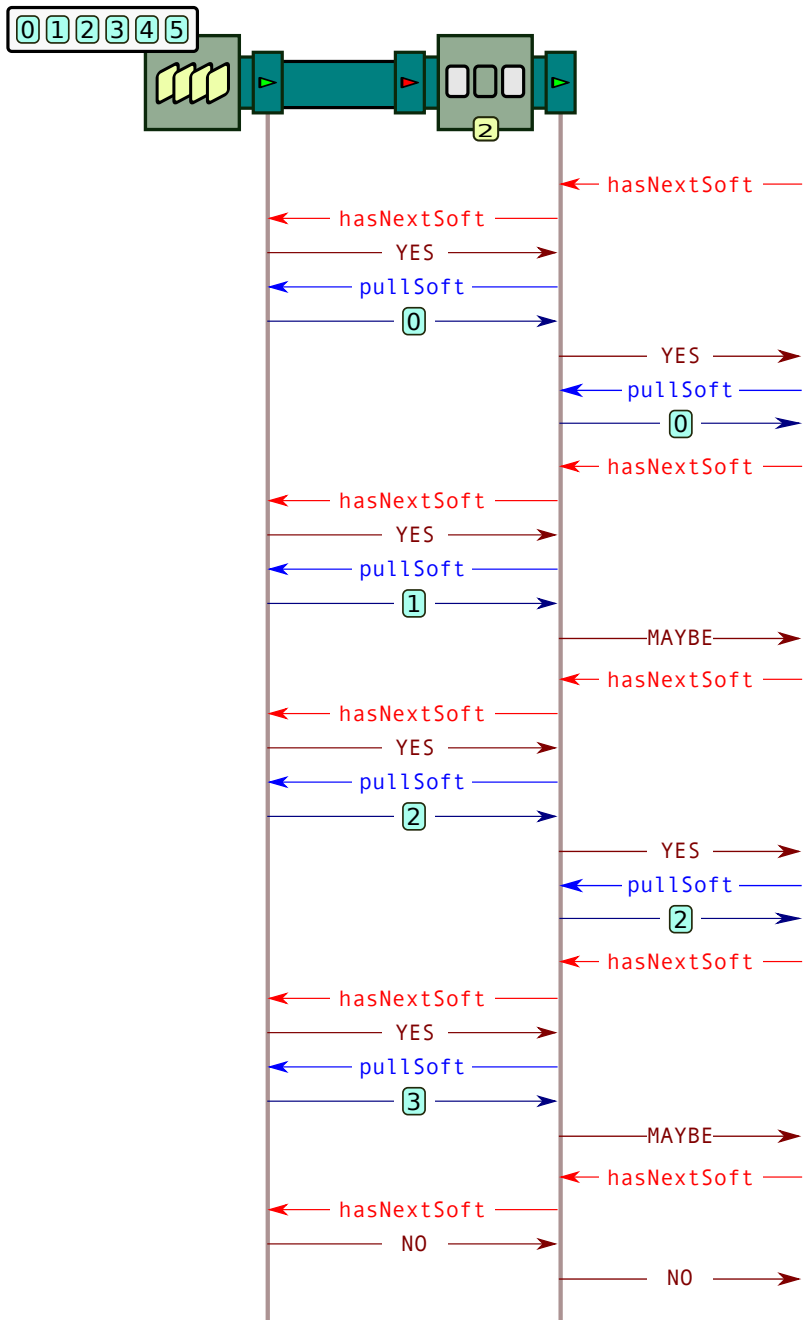 0 1 2 3 4 5
2
hasNextSoft
hasNextSoft
YES
pullSoft
0
YES
pullSoft
0
hasNextSoft
hasNextSoft
YES
pullSoft
1
MAYBE
hasNextSoft
hasNextSoft
YES
pullSoft
2
YES
pullSoft
2
hasNextSoft
hasNextSoft
YES
pullSoft
3
MAYBE
hasNextSoft
hasNextSoft
NO
NO